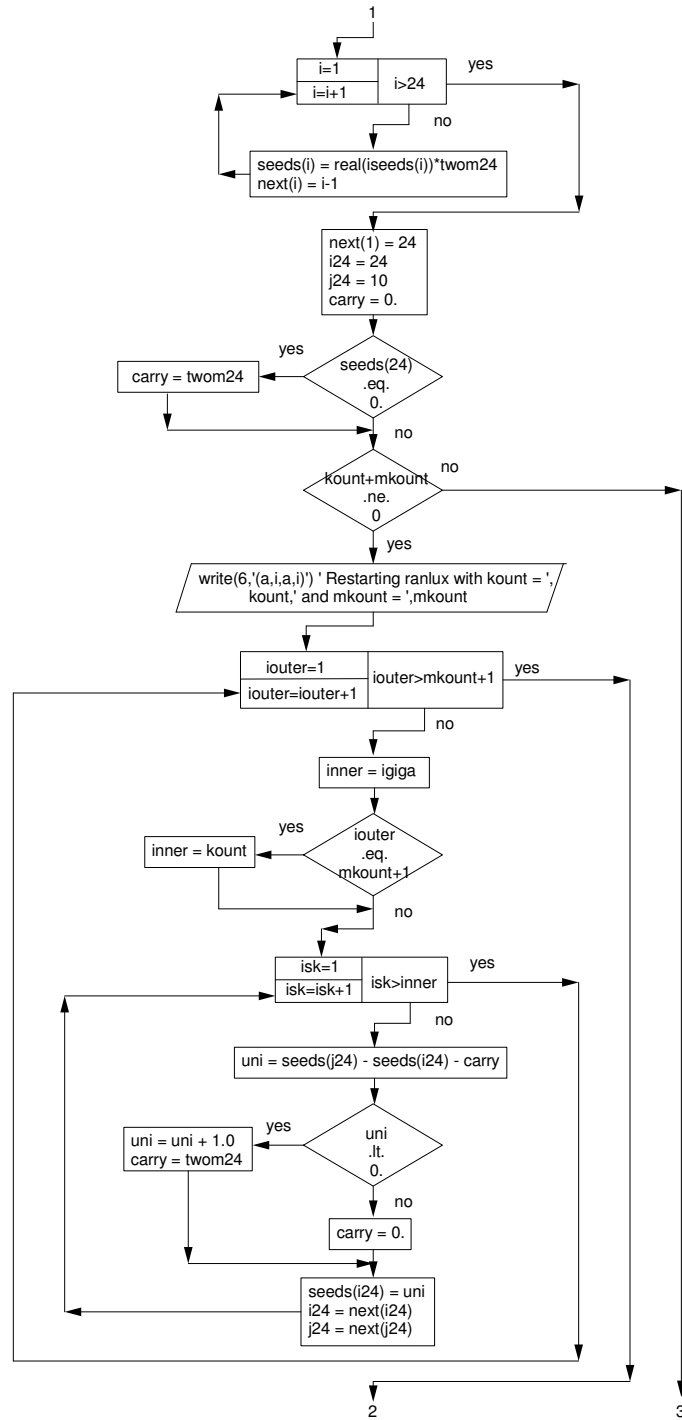 1
i=1
i=i+1
i>24
yes
no
seeds(i) = real(iseeds(i))*twom24
next(i) = i-1
next(1) = 24
i24 = 24
j24 = 10
carry = 0.
yes
carry = twom24
seeds(24)
.eq.
0.
no
kount+mkount
.ne.
0
no
yes
write(6,'(a,i,a,i)') ' Restarting ranlux with kount = ',
kount,' and mkount = ',mkount
iouter=1
iouter=iouter+1
iouter>mkount+1
yes
no
inner = igiga
yes
inner = kount
iouter
.eq.
mkount+1
no
isk=1
isk=isk+1
isk>inner
yes
no
uni = seeds(j24) - seeds(i24) - carry
yes
uni = uni + 1.0
carry = twom24
uni
.lt.
0.
no
carry = 0.
seeds(i24) = uni
i24 = next(i24)
j24 = next(j24)
2
3